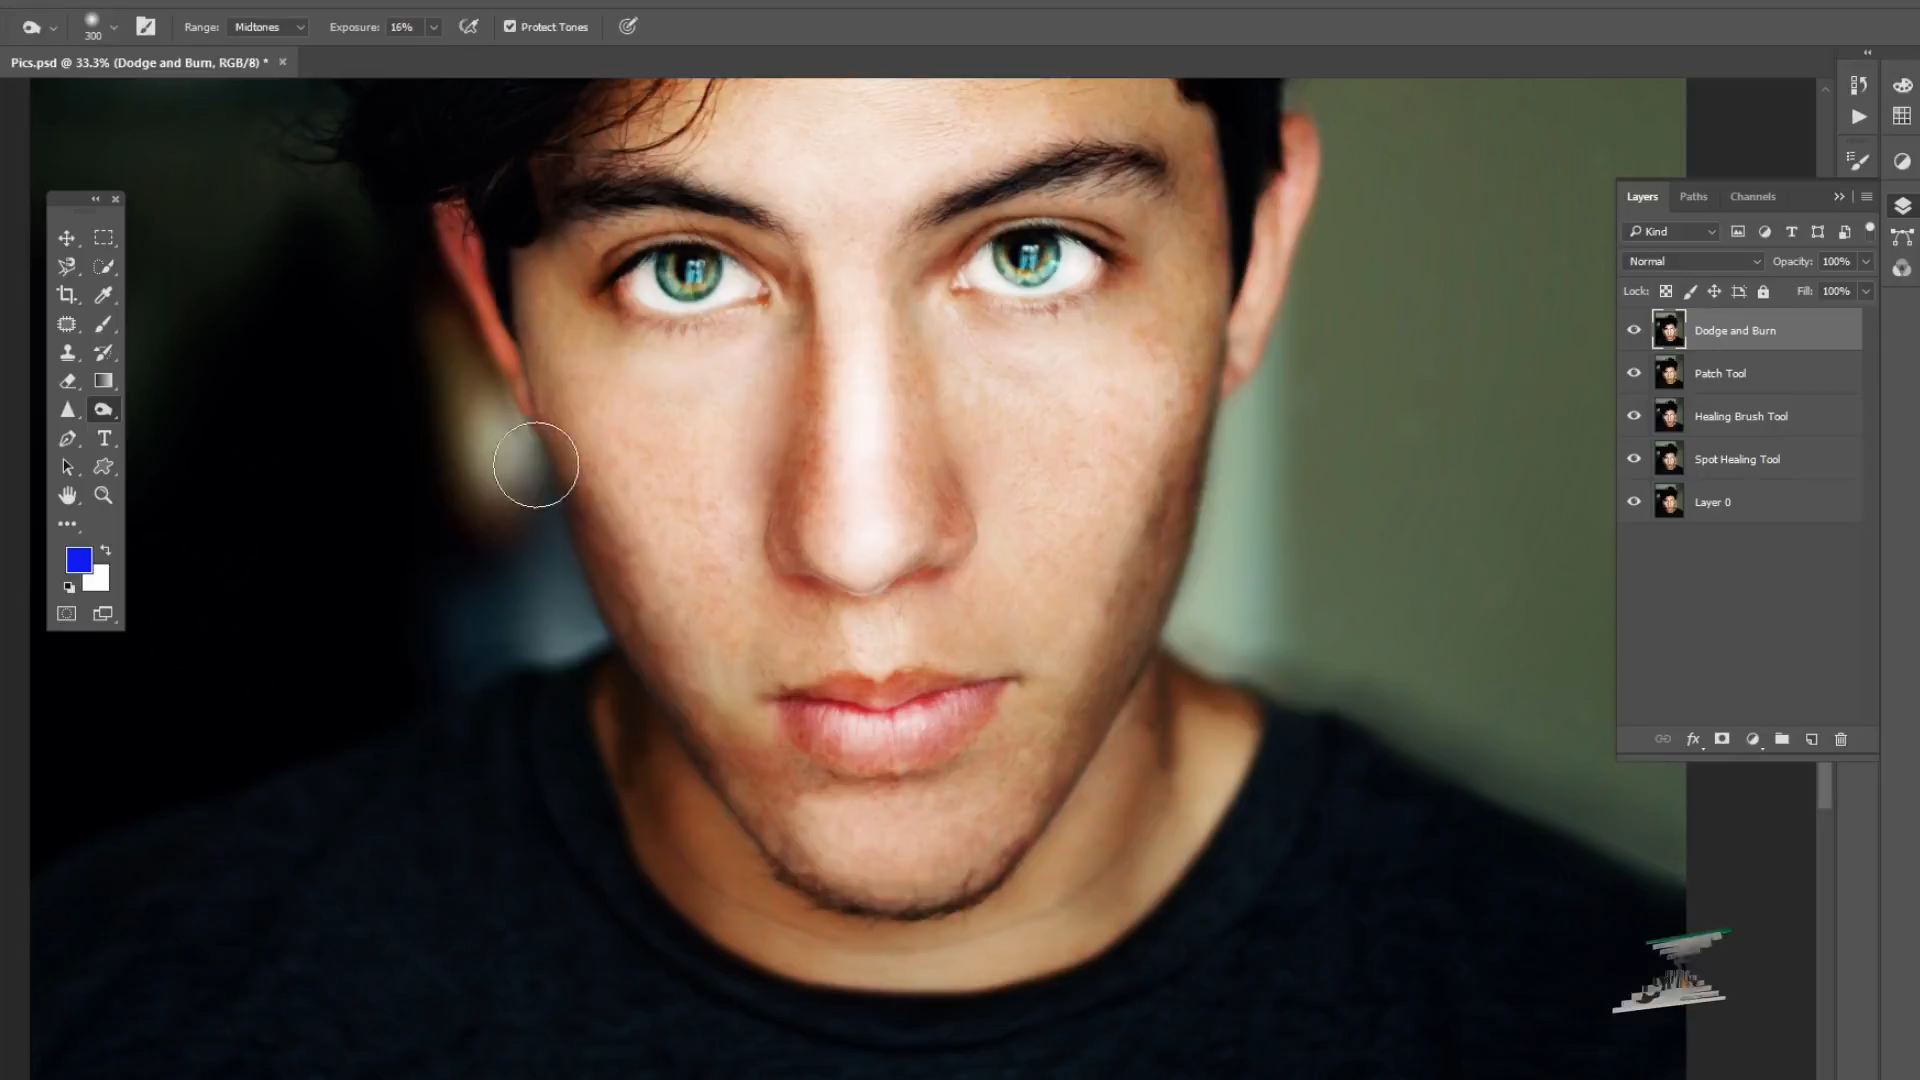 300
Range: Midtones Exposure: 16% Protect Tones
Pics.psd @ 33.3% (Dodge and Burn, RGB/8) *
Layers Paths Channels
Kind
Normal Opacity: 100%
Lock: Fill: 100%
Dodge and Burn
Patch Tool
Healing Brush Tool
Spot Healing Tool
Layer 0
fx